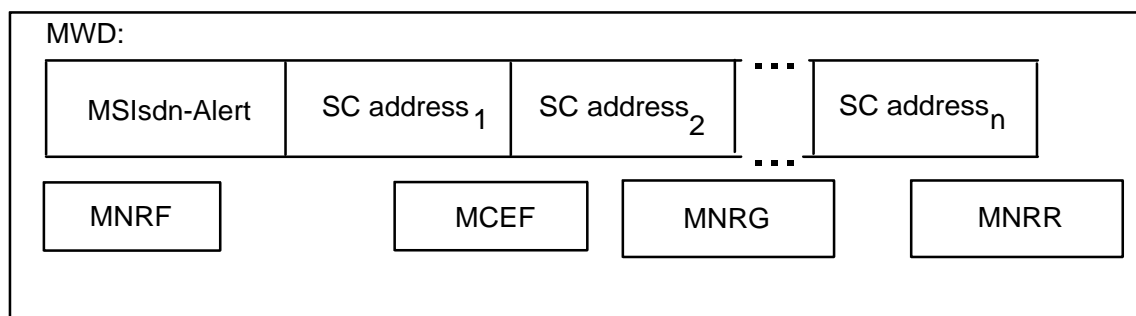 MWD:
MSIsdn-Alert SC address1 SC address2 ... SC addressn
...
MNRF MCEF MNRG MNRR